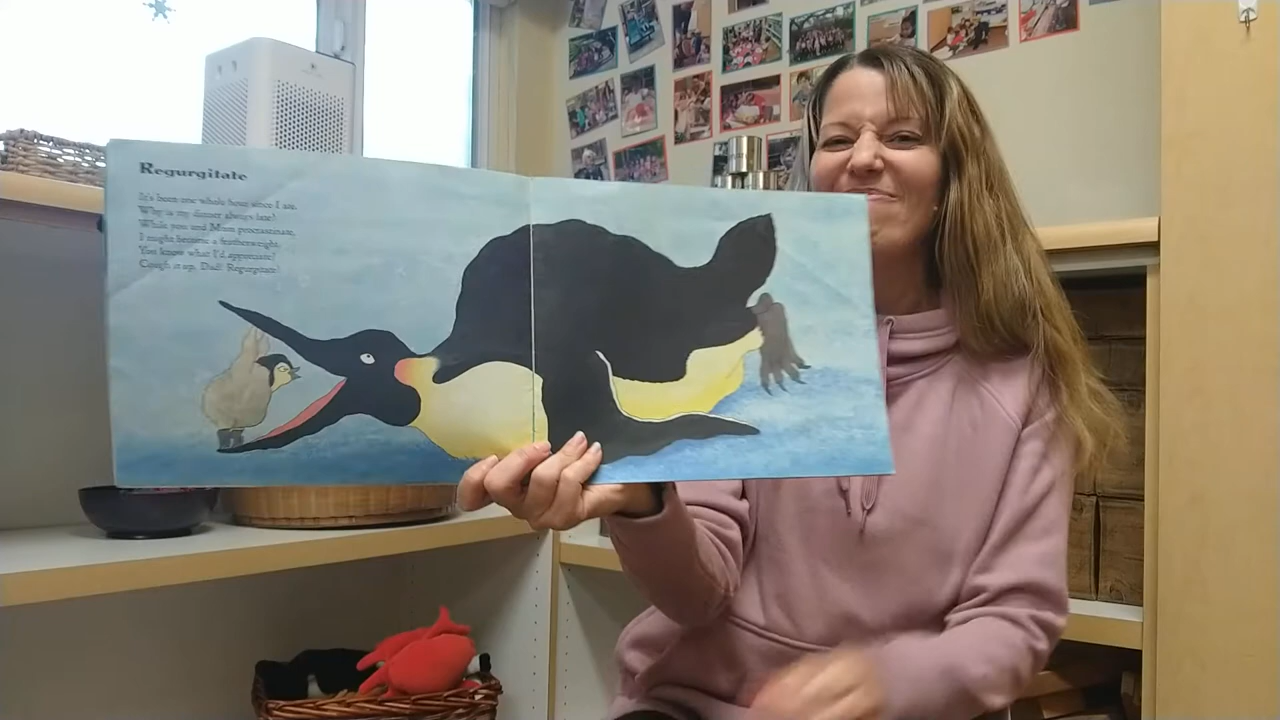 Regurgitate
It's been one whole hour since I ate.
Why is my dinner always late?
While you and Mum procrastinate,
I might become a featherweight.
You know what I'd appreciate?
Cough it up, Dad! Regurgitate!